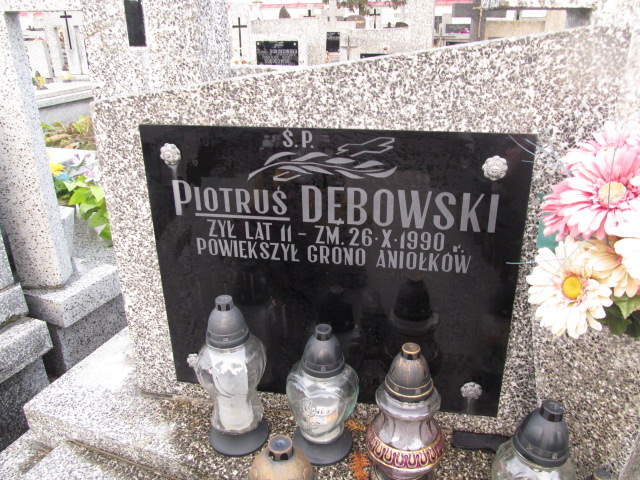 Ś.P.
PIOTRUŚ DĘBOWSKI
ŻYŁ LAT 11 - ZM. 26.X.1990 r.
POWIĘKSZYŁ GRONO ANIOŁKÓW